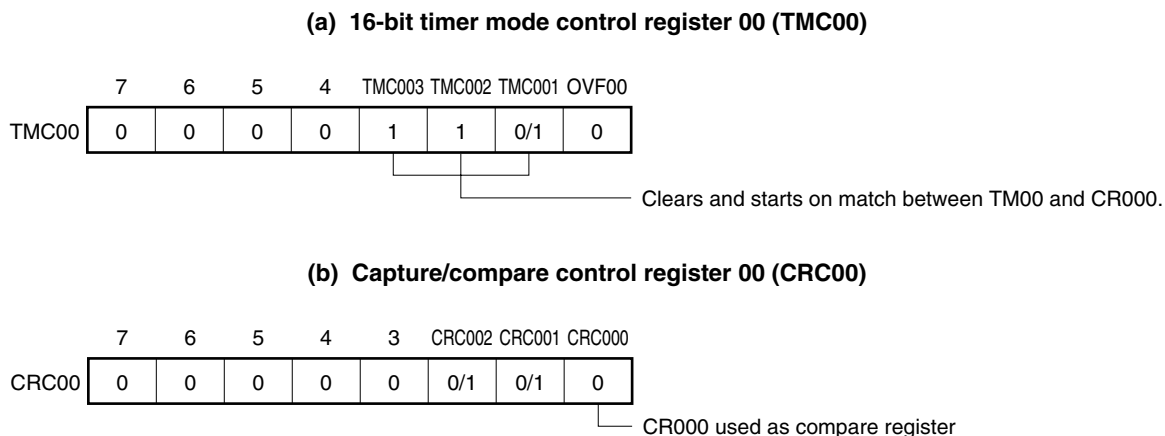 (a) 16-bit timer mode control register 00 (TMC00)
7 6 5 4 TMC003 TMC002 TMC001 OVF00
TMC00 0 0 0 0 1 1 0/1 0
Clears and starts on match between TM00 and CR000.
(b) Capture/compare control register 00 (CRC00)
7 6 5 4 3 CRC002 CRC001 CRC000
CRC00 0 0 0 0 0 0/1 0/1 0
CR000 used as compare register